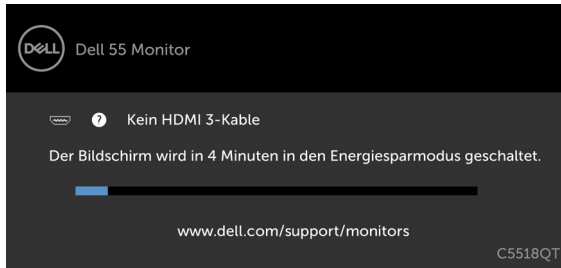 DELL
Dell 55 Monitor
? Kein HDMI 3-Kable
Der Bildschirm wird in 4 Minuten in den Energiesparmodus geschaltet.
www.dell.com/support/monitors
C5518QT